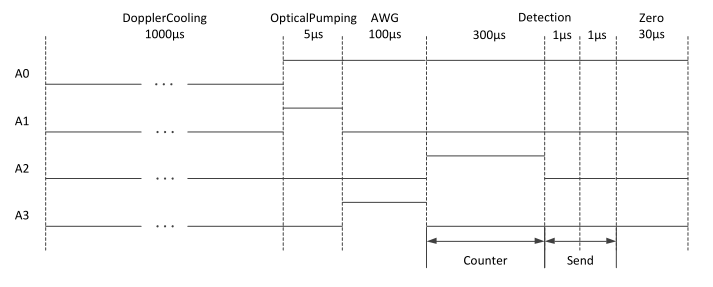 DopplerCooling OpticalPumping AWG Detection Zero
1000μs 5μs 100μs 300μs 1μs 1μs 30μs
A0
A1
A2
A3
Counter Send